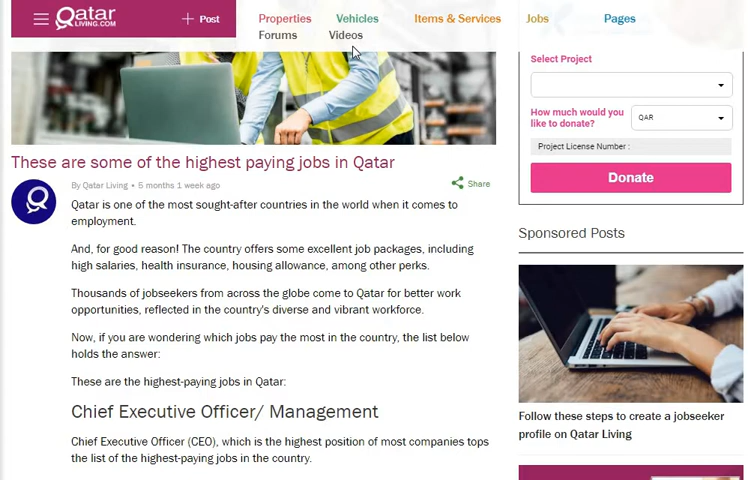 Qatar
LIVING.COM
Post
Properties
Vehicles
Items & Services
Jobs
Pages
Forums
Videos
These are some of the highest paying jobs in Qatar
By Qatar Living • 5 months 1 week ago
Share
Qatar is one of the most sought-after countries in the world when it comes to
employment.
And, for good reason! The country offers some excellent job packages, including
high salaries, health insurance, housing allowance, among other perks.
Thousands of jobseekers from across the globe come to Qatar for better work
opportunities, reflected in the country's diverse and vibrant workforce.
Now, if you are wondering which jobs pay the most in the country, the list below
holds the answer:
These are the highest-paying jobs in Qatar:
Chief Executive Officer/ Management
Chief Executive Officer (CEO), which is the highest position of most companies tops
the list of the highest-paying jobs in the country.
Select Project
How much would you
like to donate?
QAR
Project License Number :
Donate
Sponsored Posts
Follow these steps to create a jobseeker
profile on Qatar Living